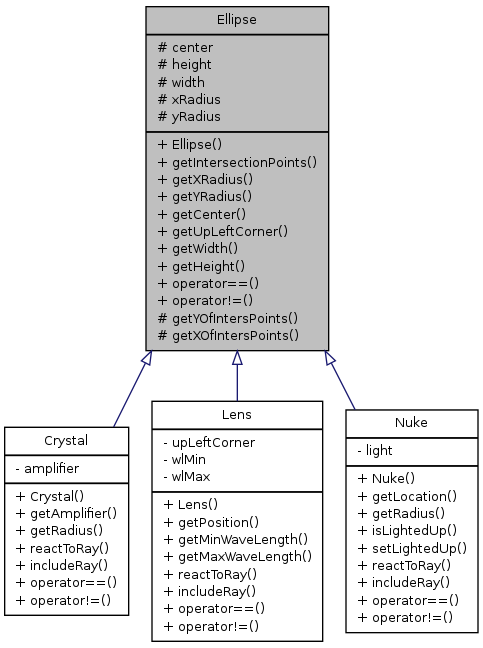 Ellipse
# center
# height
# width
# xRadius
# yRadius
+ Ellipse()
+ getIntersectionPoints()
+ getXRadius()
+ getYRadius()
+ getCenter()
+ getUpLeftCorner()
+ getWidth()
+ getHeight()
+ operator==()
+ operator!=()
# getYOfIntersPoints()
# getXOfIntersPoints()
Crystal
- amplifier
+ Crystal()
+ getAmplifier()
+ getRadius()
+ reactToRay()
+ includeRay()
+ operator==()
+ operator!=()
Lens
- upLeftCorner
- wlMin
- wlMax
+ Lens()
+ getPosition()
+ getMinWaveLength()
+ getMaxWaveLength()
+ reactToRay()
+ includeRay()
+ operator==()
+ operator!=()
Nuke
- light
+ Nuke()
+ getLocation()
+ getRadius()
+ isLightedUp()
+ setLightedUp()
+ reactToRay()
+ includeRay()
+ operator==()
+ operator!=()